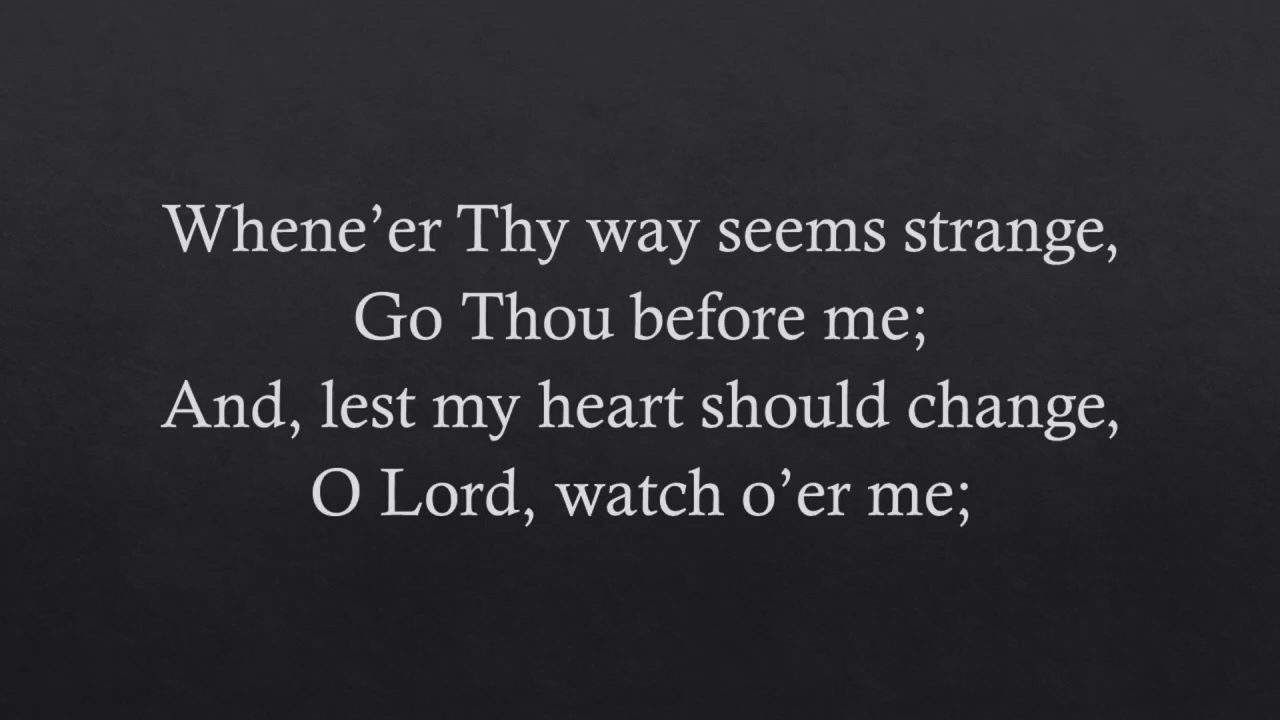 Whene’er Thy way seems strange,
Go Thou before me;
And, lest my heart should change,
O Lord, watch o’er me;